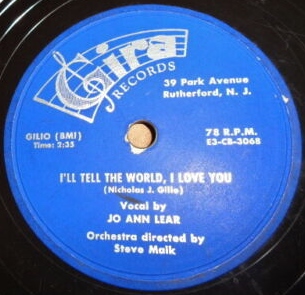 Gira
RECORDS
39 Park Avenue
Rutherford, N. J.
GILIO (BMI)
Time: 2:35
78 R.P.M.
E3-CB-3068
I'LL TELL THE WORLD, I LOVE YOU
(Nicholas J. Gilio)
Vocal by
JO ANN LEAR
Orchestra directed by
Steve Maik